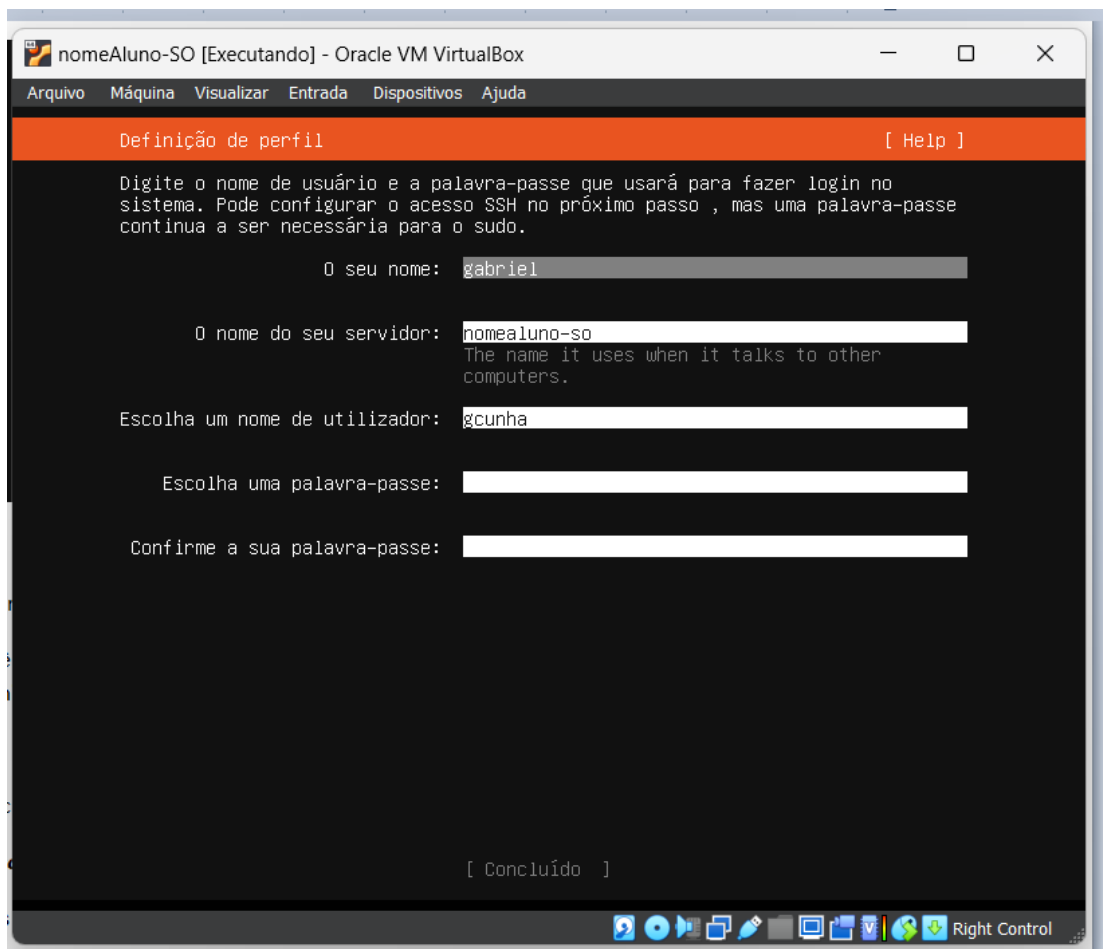 nomeAluno-SO [Executando] - Oracle VM VirtualBox
Arquivo Máquina Visualizar Entrada Dispositivos Ajuda
Definição de perfil [ Help ]
Digite o nome de usuário e a palavra-passe que usará para fazer login no
sistema. Pode configurar o acesso SSH no próximo passo , mas uma palavra-passe
continua a ser necessária para o sudo.
O seu nome: gabriel
O nome do seu servidor: nomealuno-so
The name it uses when it talks to other
computers.
Escolha um nome de utilizador: gcunha
Escolha uma palavra-passe:
Confirme a sua palavra-passe:
[ Concluído ]
Right Control